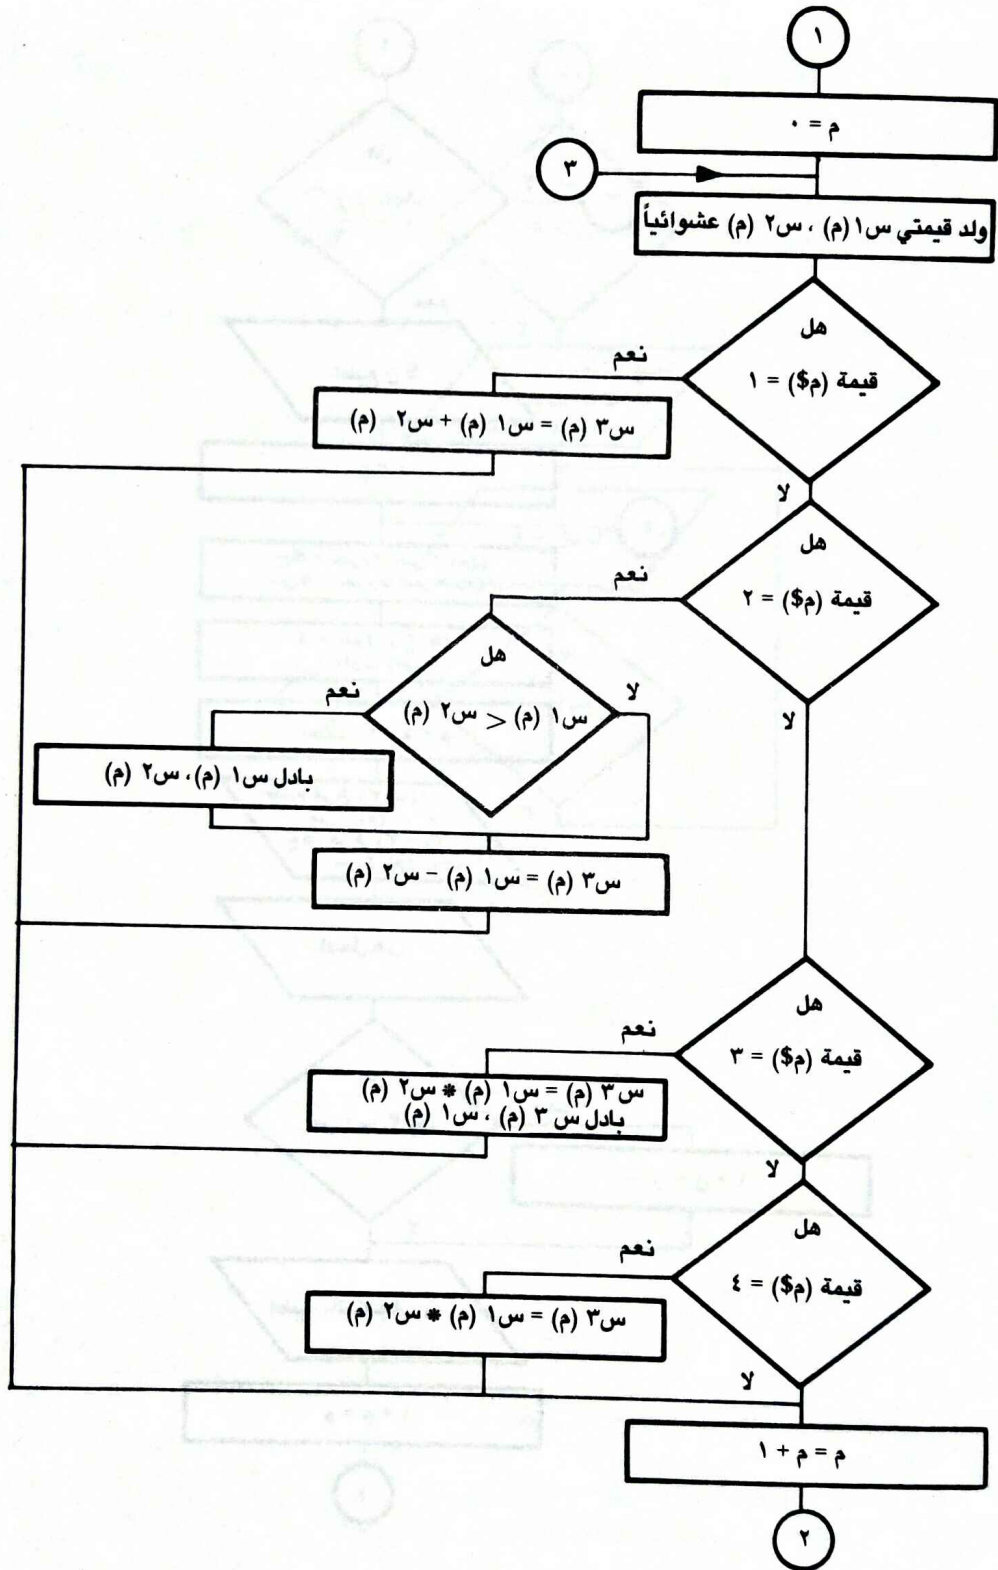 ١
م = ٠
٣
ولد قيمتي س١ (م) ، س٢ (م) عشوائياً
هل
قيمة (م$) = ١
نعم
س٣ (م) = س١ (م) + س٢ (م)
لا
هل
قيمة (م$) = ٢
نعم
هل
س١ (م) < س٢ (م)
لا
نعم
بادل س١ (م)، س٢ (م)
س٣ (م) = س١ (م) - س٢ (م)
لا
هل
قيمة (م$) = ٣
نعم
س٣ (م) = س١ (م) * س٢ (م)
بادل س٣ (م) ، س١ (م)
لا
هل
قيمة (م$) = ٤
نعم
س٣ (م) = س١ (م) * س٢ (م)
لا
م = م + ١
٢